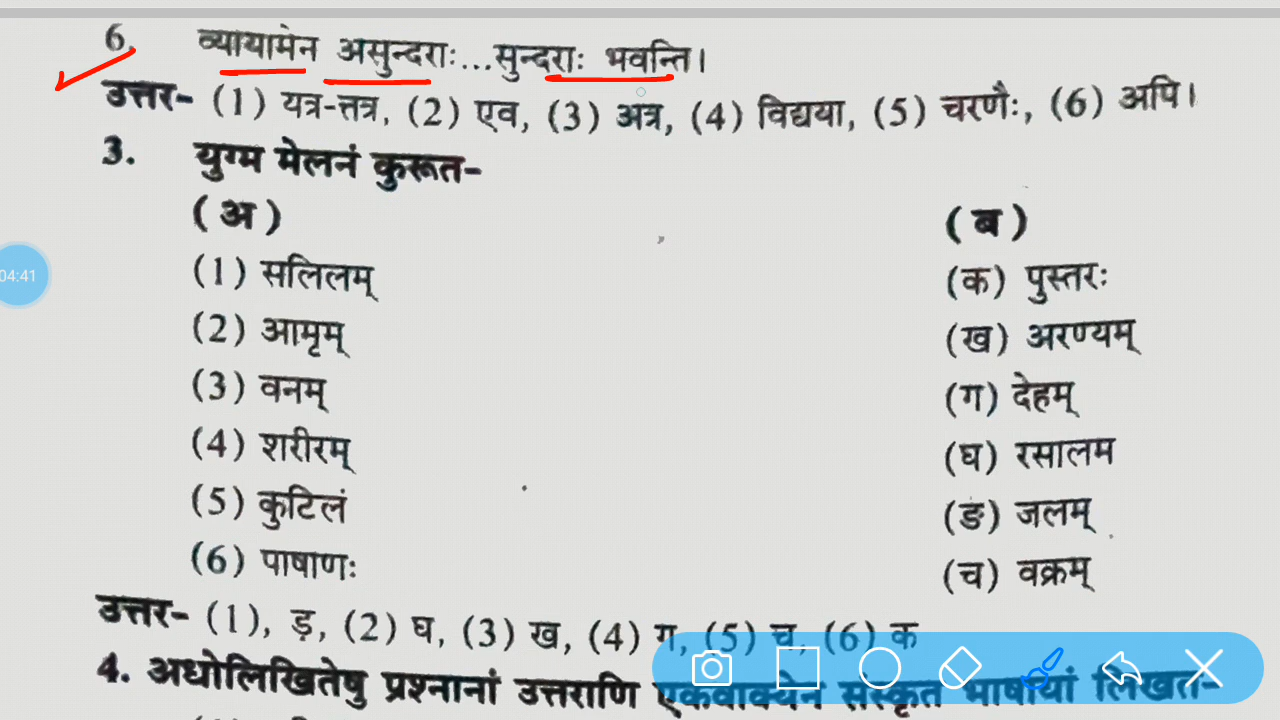 6. व्यायामेन असुन्दराः...सुन्दराः भवन्ति।
उत्तर- (1) यत्र-त्तत्र, (2) एव, (3) अत्र, (4) विद्यया, (5) चरणैः, (6) अपि।
3. युग्म मेलनं कुरूत-
(अ) (ब)
(1) सलिलम् (क) पुस्तरः
(2) आमृम् (ख) अरण्यम्
(3) वनम् (ग) देहम्
(4) शरीरम् (घ) रसालम
(5) कुटिलं (ङ) जलम्
(6) पाषाणः (च) वक्रम्
उत्तर- (1), ड़, (2) घ, (3) ख, (4) ग, (5) च, (6) क
4. अधोलिखितेषु प्रश्नानां उत्तराणि एकवाक्येन संस्कृत भाषायां लिखत-
04:41